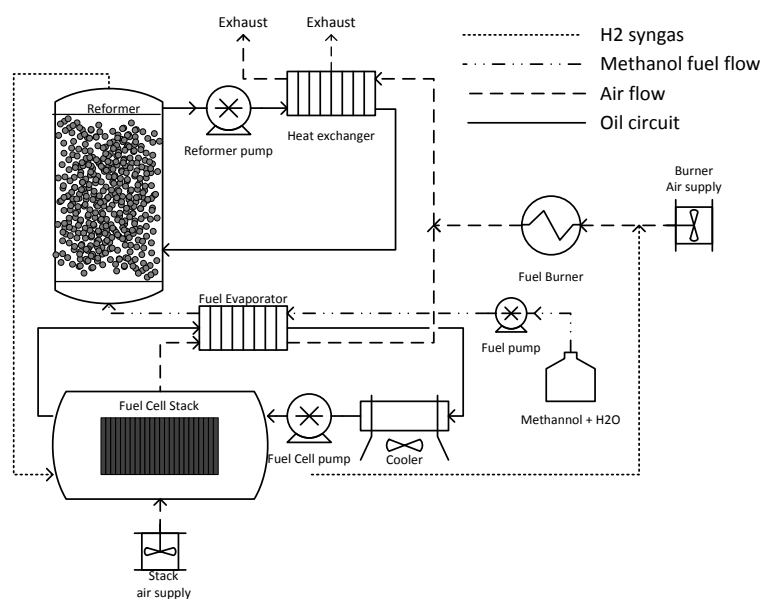 Exhaust
Exhaust
H2 syngas
Methanol fuel flow
Air flow
Oil circuit
Reformer
Reformer pump
Heat exchanger
Burner
Air supply
Fuel Burner
Fuel Evaporator
Fuel pump
Methannol + H2O
Fuel Cell Stack
Fuel Cell pump
Cooler
Stack
air supply